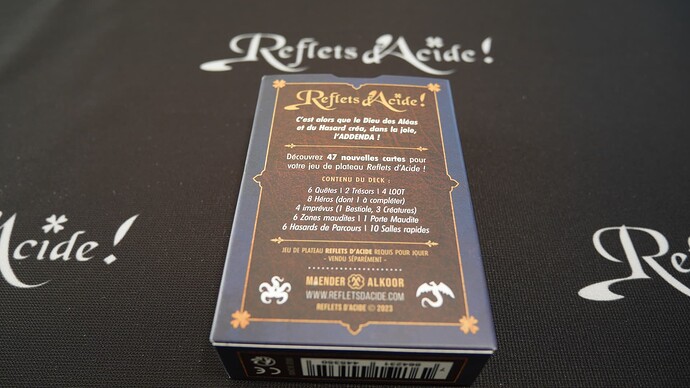 Reflets d'Acide !
Reflets d'Acide !
C'est alors que le Dieu des Aléas
et du Hasard créa, dans la joie,
l'ADDENDA !
Découvrez 47 nouvelles cartes pour
votre jeu de plateau Reflets d'Acide !
CONTENU DU DECK :
6 Quêtes | 2 Trésors | 4 LOOT
8 Héros (dont 1 à compléter)
4 imprévus (1 Bestiole, 3 Créatures)
6 Zones maudites | 1 Porte Maudite
6 Hasards de Parcours | 10 Salles rapides
JEU DE PLATEAU REFLETS D'ACIDE REQUIS POUR JOUER
- VENDU SÉPARÉMENT -
MAENDER ALKOOR
WWW.REFLETSDACIDE.COM
REFLETS D'ACIDE © 2023
cide !
Re
CE